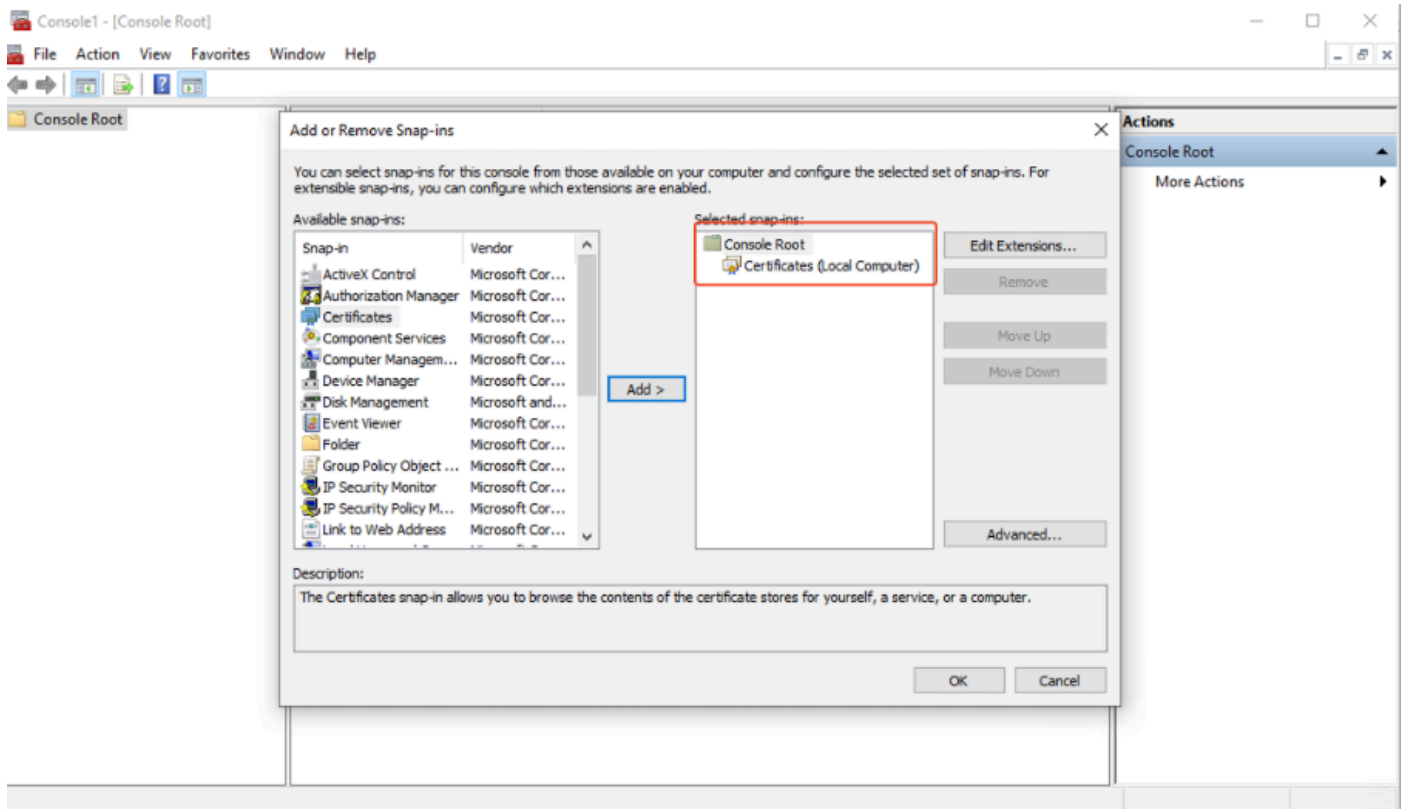 Console1 - [Console Root]
File Action View Favorites Window Help
Console Root
Add or Remove Snap-ins
You can select snap-ins for this console from those available on your computer and configure the selected set of snap-ins. For
extensible snap-ins, you can configure which extensions are enabled.
Available snap-ins:
Snap-in Vendor
ActiveX Control Microsoft Cor...
Authorization Manager Microsoft Cor...
Certificates Microsoft Cor...
Component Services Microsoft Cor...
Computer Managem... Microsoft Cor...
Device Manager Microsoft Cor...
Disk Management Microsoft and...
Event Viewer Microsoft Cor...
Folder Microsoft Cor...
Group Policy Object ... Microsoft Cor...
IP Security Monitor Microsoft Cor...
IP Security Policy M... Microsoft Cor...
Link to Web Address Microsoft Cor...
Add >
Selected snap-ins:
Console Root
Certificates (Local Computer)
Edit Extensions...
Remove
Move Up
Move Down
Advanced...
Description:
The Certificates snap-in allows you to browse the contents of the certificate stores for yourself, a service, or a computer.
OK Cancel
Actions
Console Root
More Actions